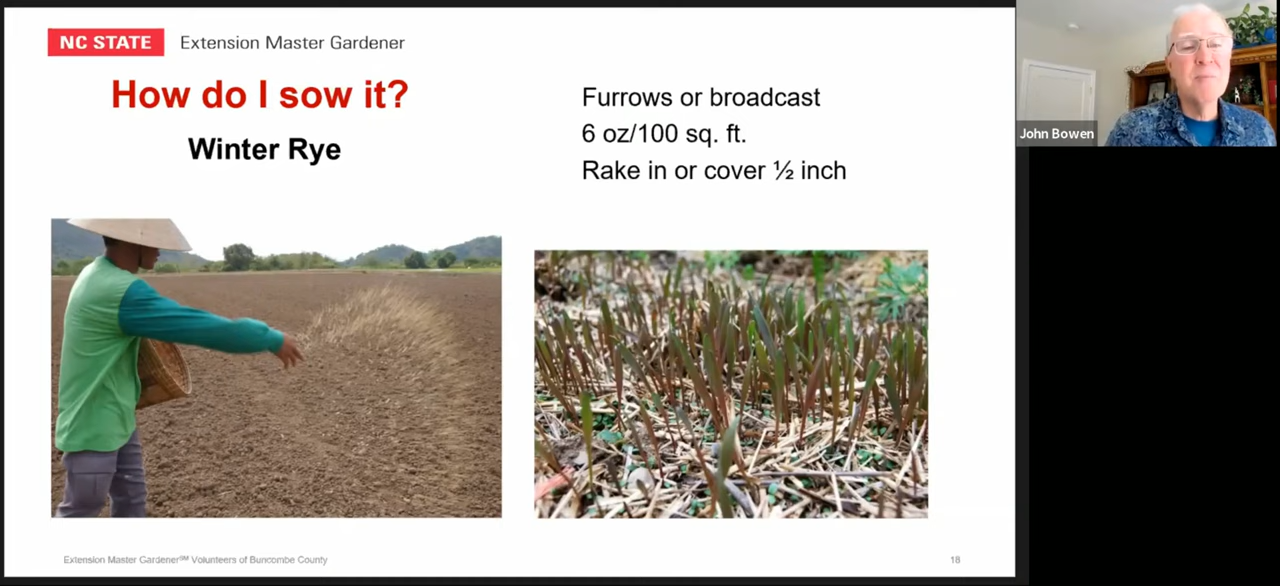 NC STATE Extension Master Gardener
How do I sow it?
Winter Rye
Furrows or broadcast
6 oz/100 sq. ft.
Rake in or cover ½ inch
John Bowen
Extension Master Gardener℠ Volunteers of Buncombe County
18